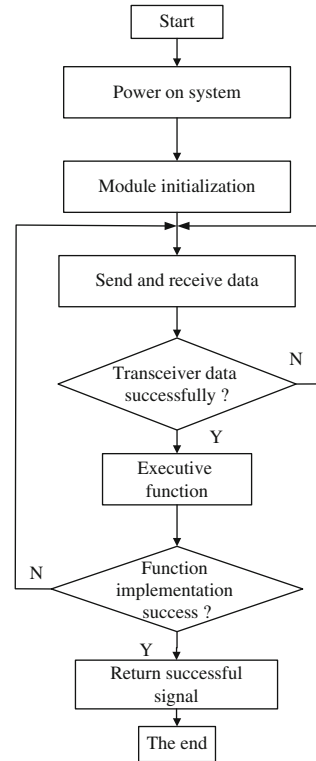 Start
Power on system
Module initialization
Send and receive data
Transceiver data
successfully ?
N
Y
Executive
function
Function
implementation
success ?
N
Y
Return successful
signal
The end